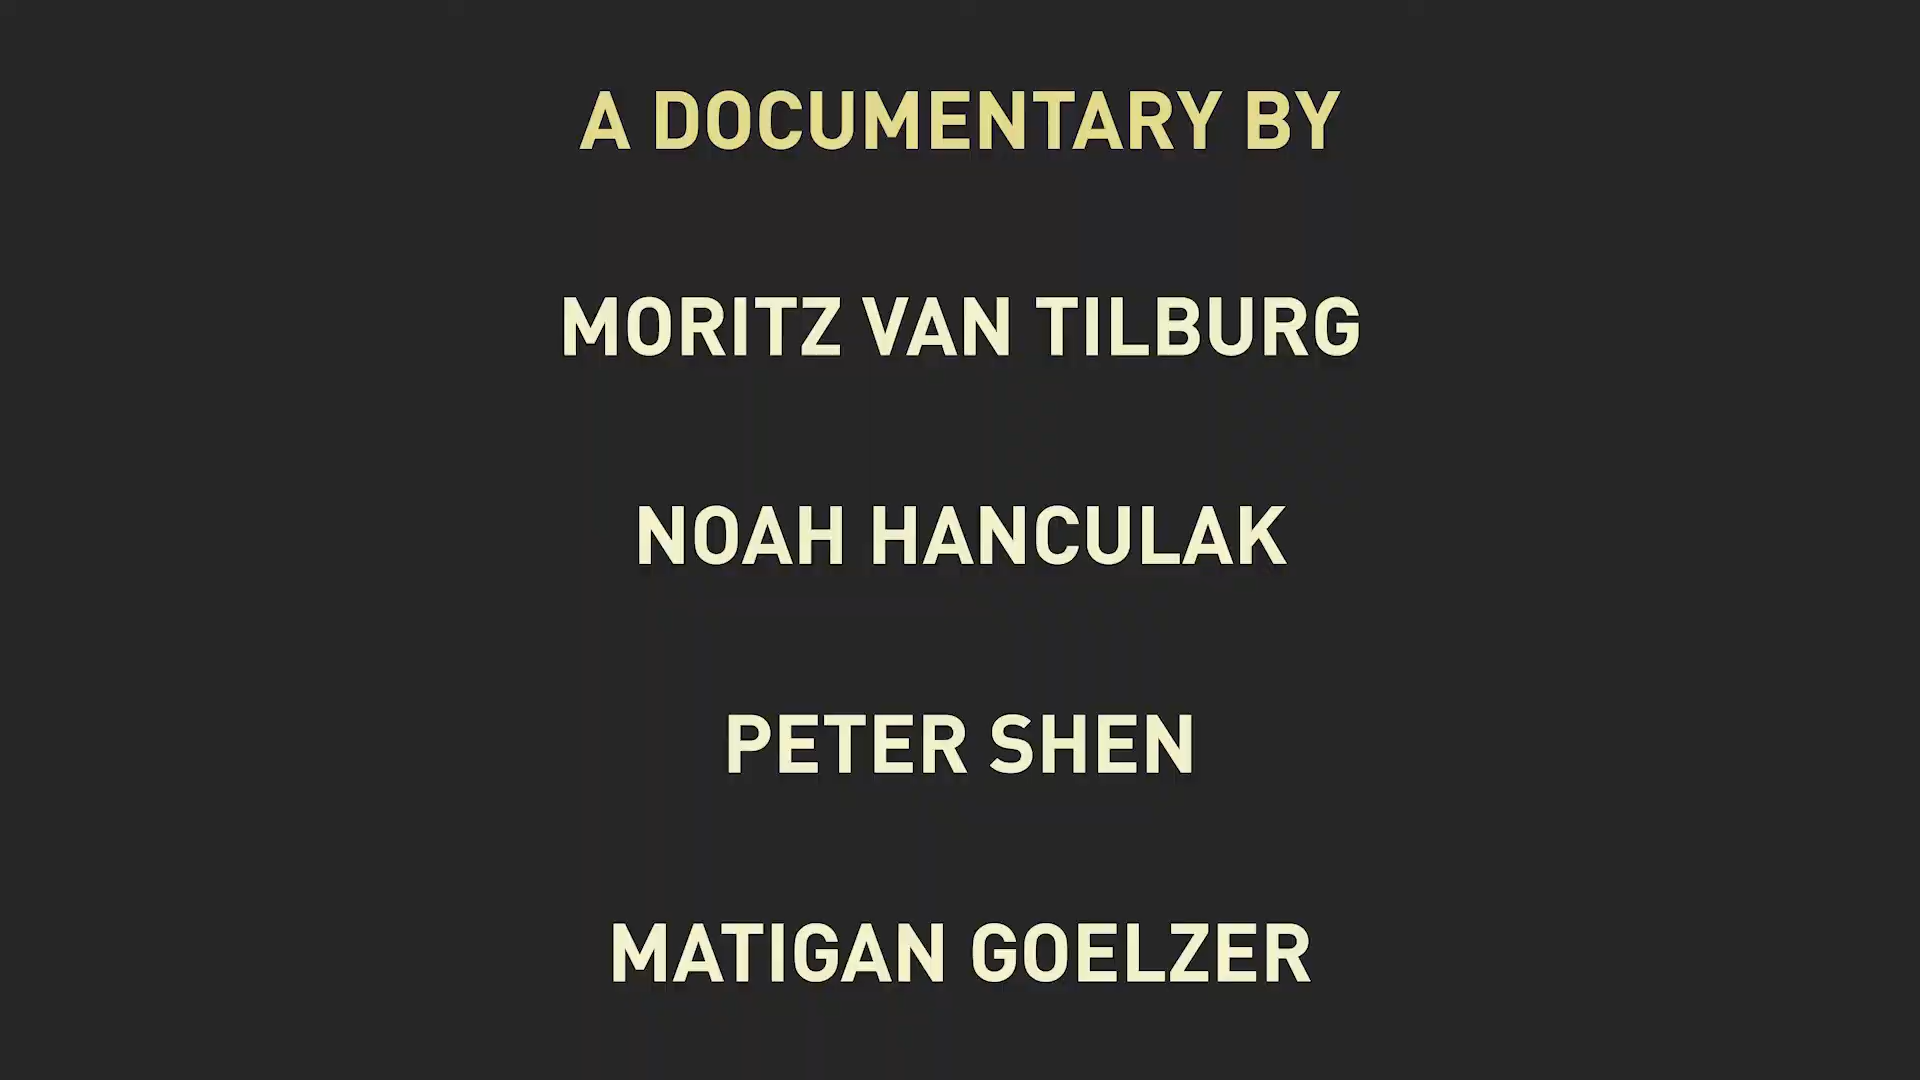 A DOCUMENTARY BY
MORITZ VAN TILBURG
NOAH HANCULAK
PETER SHEN
MATIGAN GOELZER